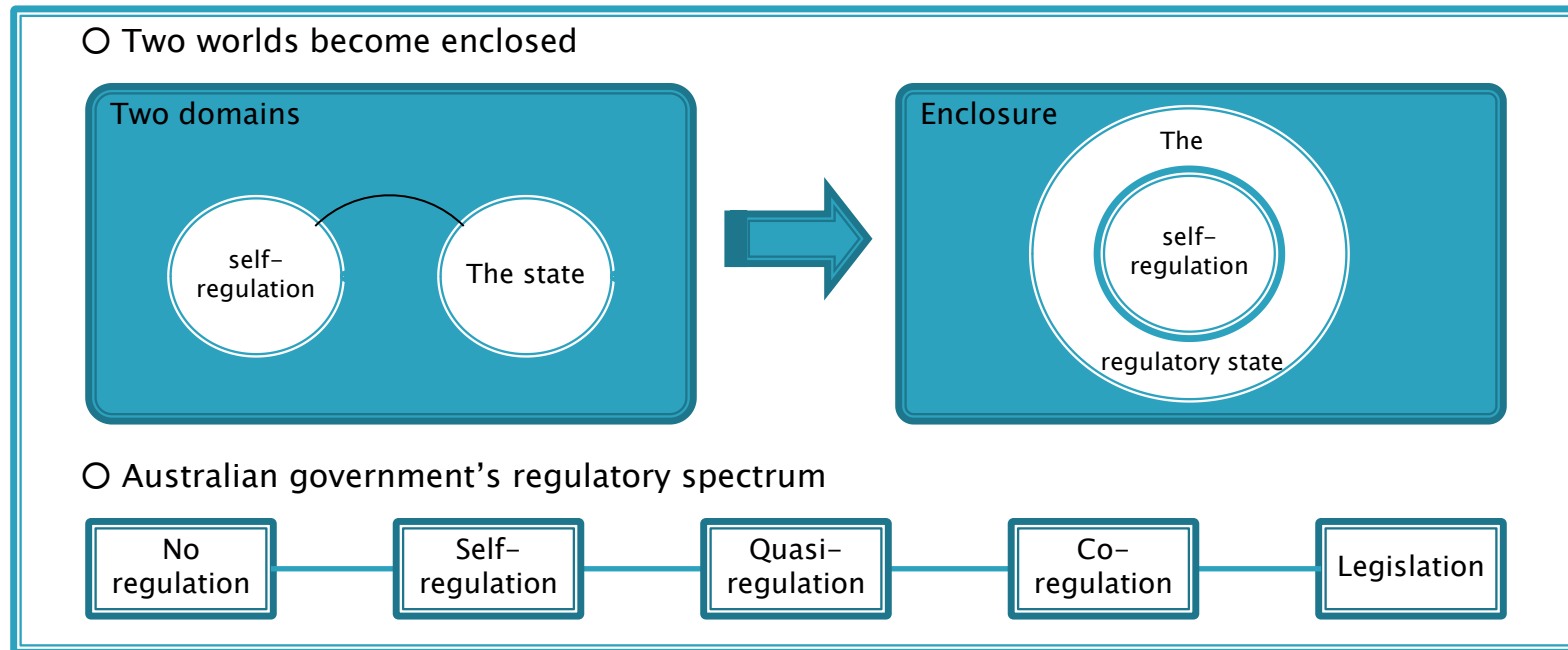 Two worlds become enclosed
Two domains
self-
regulation
The state
Enclosure
The
self-
regulation
regulatory state
Australian government's regulatory spectrum
No
regulation
Self-
regulation
Quasi-
regulation
Co-
regulation
Legislation